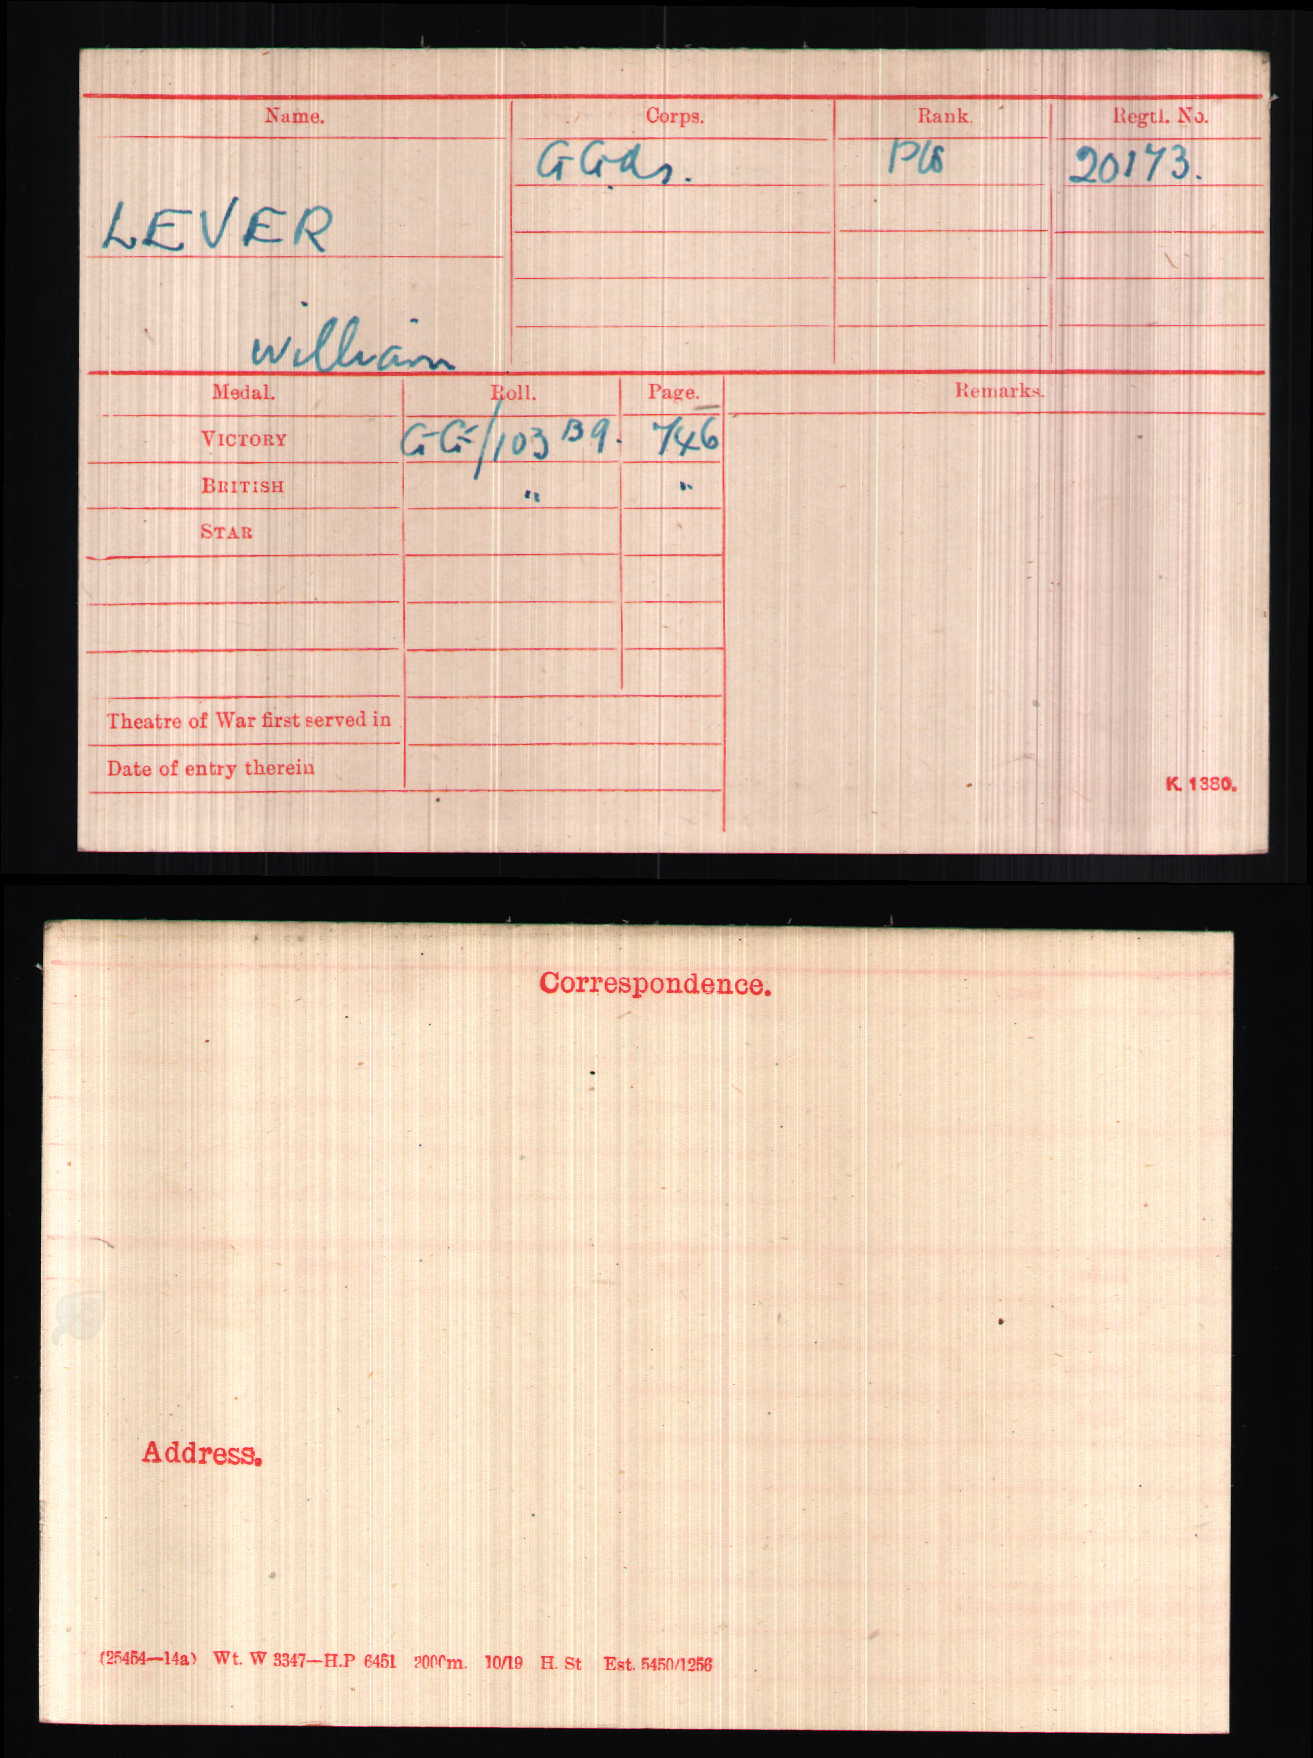 Name. Corps. Rank. Regtl. No.
G Gds. Pte 20173.
LEVER
William
Medal. Roll. Page. Remarks.
VICTORY GG/103 B9. 746
BRITISH " "
STAR
Theatre of War first served in
Date of entry therein
K. 1380.
Correspondence.
Address.
(25454—14a) Wt. W 3347—H.P 6451 2000m. 10/19 H. St Est. 5450/1256